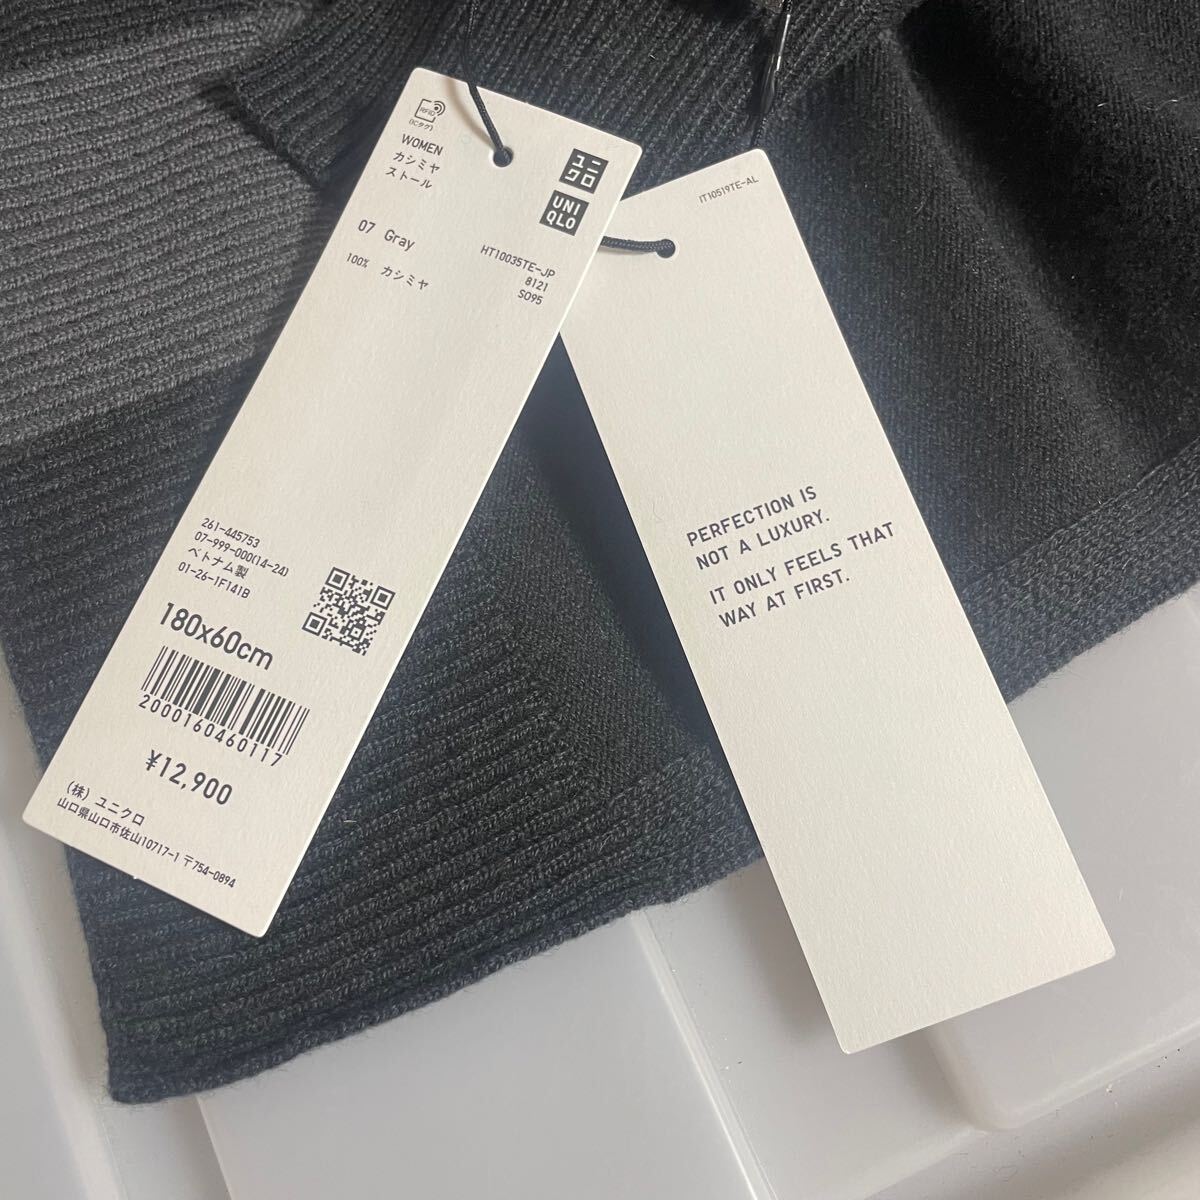 RFID
(ICタグ)
WOMEN
カシミヤ
ストール
ユニ
クロ
UNI
QLO
07 Gray
100% カシミヤ
HT10035TE-JP
8121
S095
261-445753
07-999-000(14-24)
ベトナム製
01-26-1F141B
180x60cm
2000160460117
¥12,900
(株) ユニクロ
山口県山口市佐山10717-1 〒754-0894
IT10519TE-AL
PERFECTION IS
NOT A LUXURY.
IT ONLY FEELS THAT
WAY AT FIRST.